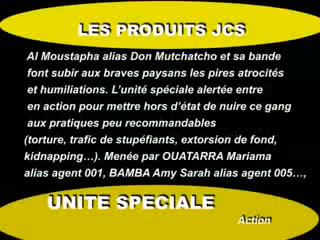 LES PRODUITS JCS
Al Moustapha alias Don Mutchatcho et sa bande
font subir aux braves paysans les pires atrocités
et humiliations. L'unité spéciale alertée entre
en action pour mettre hors d'état de nuire ce gang
aux pratiques peu recommandables
(torture, trafic de stupéfiants, extorsion de fond,
kidnapping…). Menée par OUATARRA Mariama
alias agent 001, BAMBA Amy Sarah alias agent 005…,
UNITE SPECIALE
Action